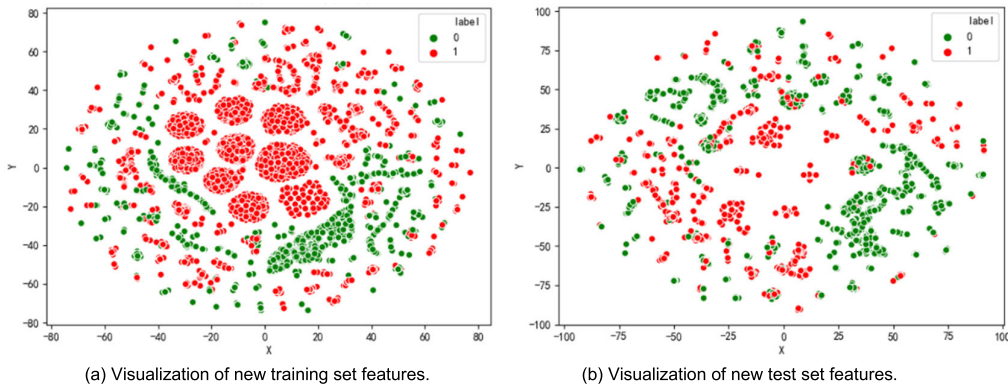 label
0
1
80
60
40
20
0
-20
-40
-60
-80
Y
-80 -60 -40 -20 0 20 40 60 80
X
(a) Visualization of new training set features.
label
0
1
100
75
50
25
0
-25
-50
-75
-100
Y
-100 -75 -50 -25 0 25 50 75 100
X
(b) Visualization of new test set features.